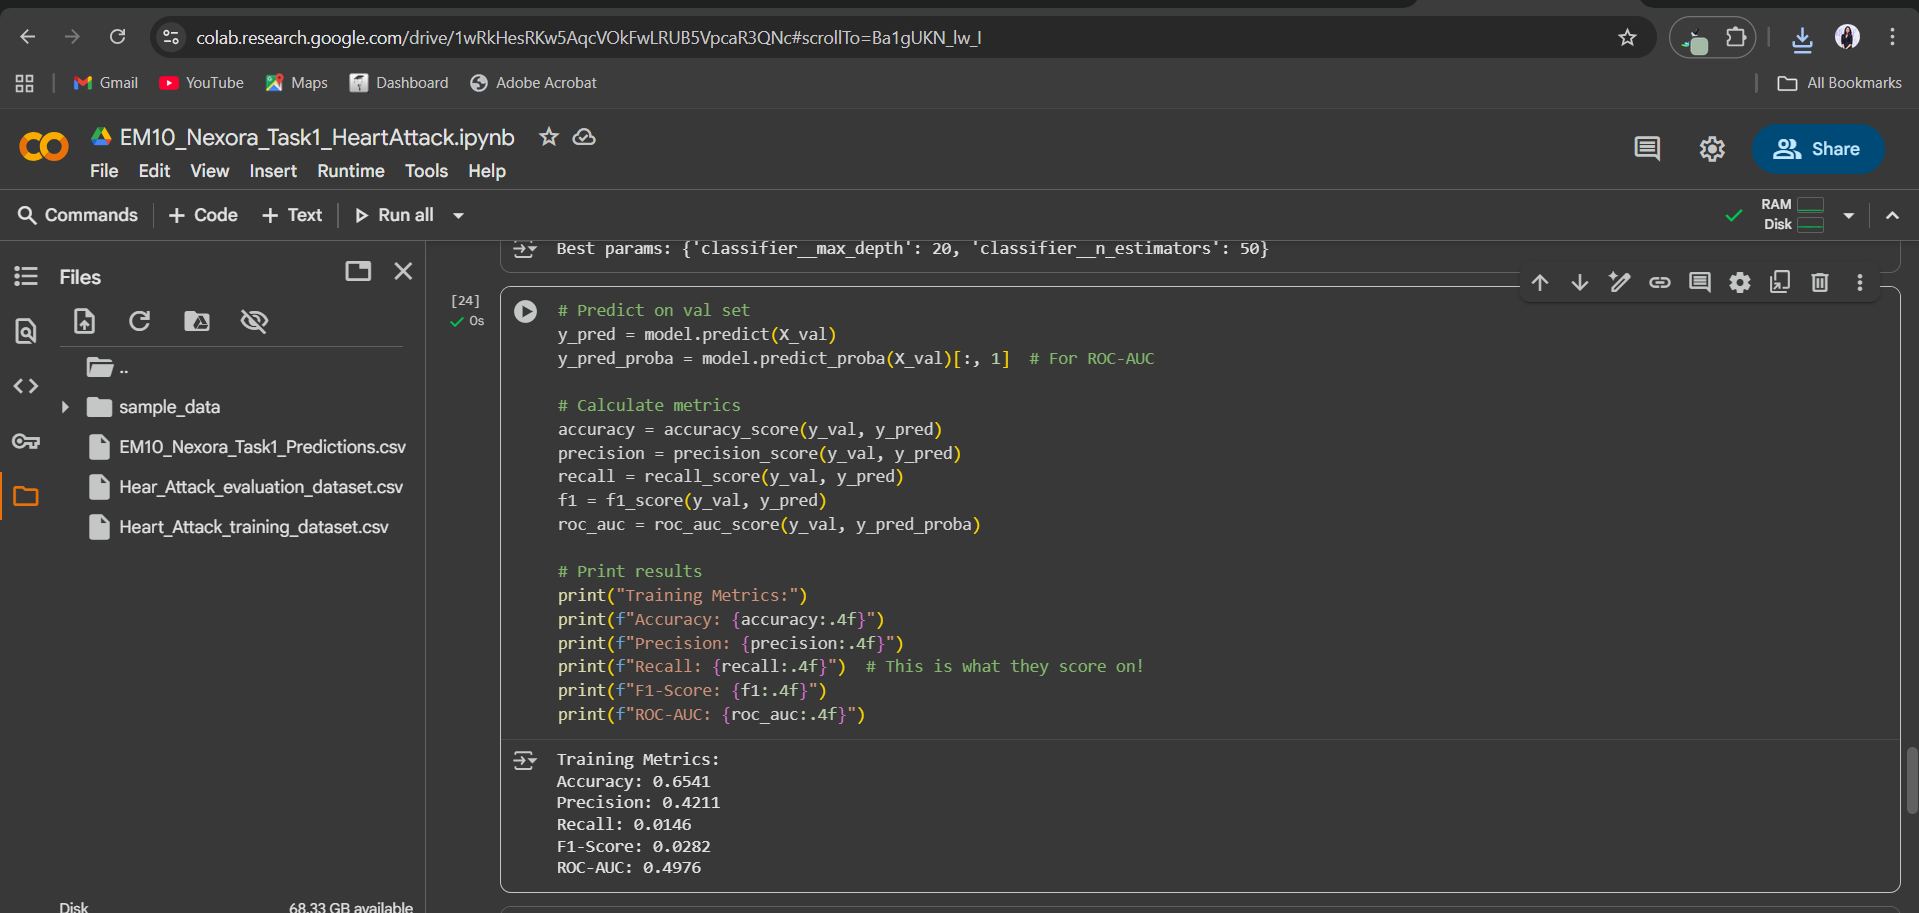 colab.research.google.com/drive/1wRkHesRKw5AqcVOkFwLRUB5VpcaR3QNc#scrollTo=Ba1gUKN_lw_I
Gmail YouTube Maps Dashboard Adobe Acrobat All Bookmarks
EM10_Nexora_Task1_HeartAttack.ipynb
File Edit View Insert Runtime Tools Help
Share
Commands + Code + Text Run all
RAM
Disk
Files
..
sample_data
EM10_Nexora_Task1_Predictions.csv
Hear_Attack_evaluation_dataset.csv
Heart_Attack_training_dataset.csv
Disk 68.33 GB available
Best params: {'classifier__max_depth': 20, 'classifier__n_estimators': 50}
[24]
0s
# Predict on val set
y_pred = model.predict(X_val)
y_pred_proba = model.predict_proba(X_val)[:, 1]  # For ROC-AUC
# Calculate metrics
accuracy = accuracy_score(y_val, y_pred)
precision = precision_score(y_val, y_pred)
recall = recall_score(y_val, y_pred)
f1 = f1_score(y_val, y_pred)
roc_auc = roc_auc_score(y_val, y_pred_proba)
# Print results
print("Training Metrics:")
print(f"Accuracy: {accuracy:.4f}")
print(f"Precision: {precision:.4f}")
print(f"Recall: {recall:.4f}")  # This is what they score on!
print(f"F1-Score: {f1:.4f}")
print(f"ROC-AUC: {roc_auc:.4f}")
Training Metrics:
Accuracy: 0.6541
Precision: 0.4211
Recall: 0.0146
F1-Score: 0.0282
ROC-AUC: 0.4976